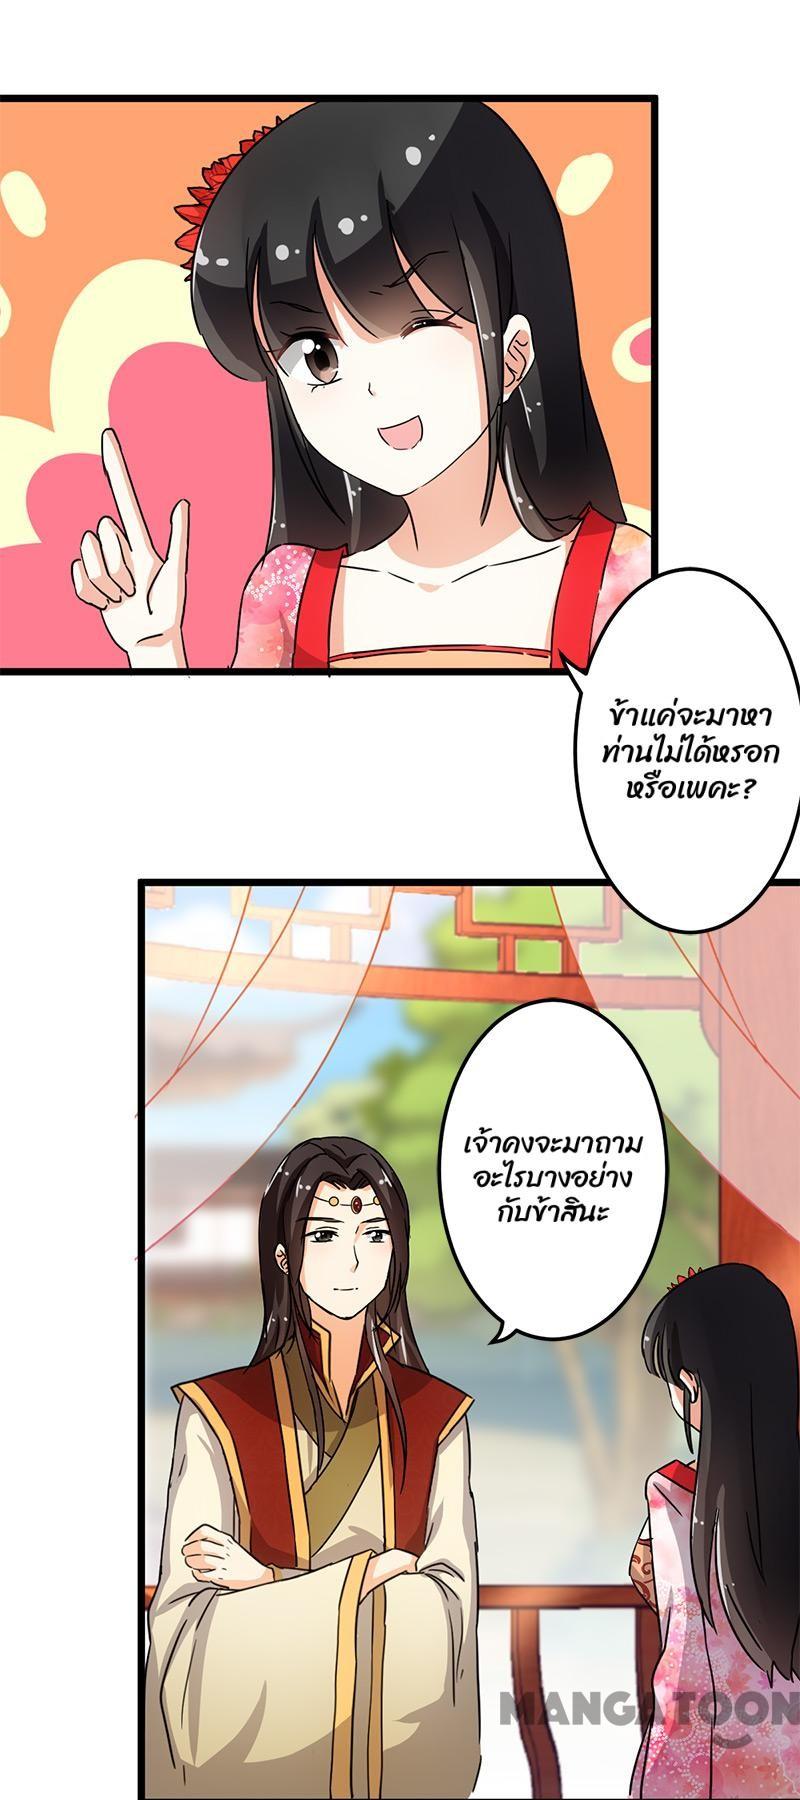 ข้าแค่จะมาหา
ท่านไม่ได้หรอก
หรือเพคะ?
เจ้าคงจะมาถาม
อะไรบางอย่าง
กับข้าสินะ
MANGATOON